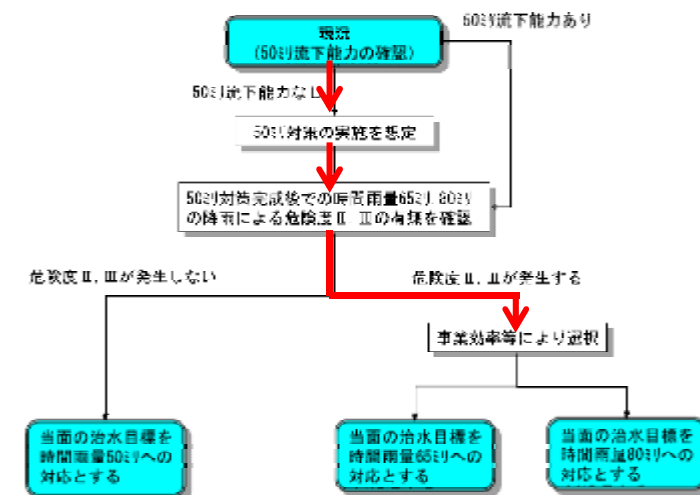 現況
(50ミリ流下能力の確認)
50ミリ流下能力あり
50ミリ流下能力なし
50ミリ対策の実施を想定
50ミリ対策完成後での時間雨量65ミリ,80ミリ
の降雨による危険度Ⅱ,Ⅲの有無を確認
危険度Ⅱ,Ⅲが発生しない
危険度Ⅱ,Ⅲが発生する
事業効率等により選択
当面の治水目標を
時間雨量50ミリへの
対応とする
当面の治水目標を
時間雨量65ミリへの
対応とする
当面の治水目標を
時間雨量80ミリへの
対応とする